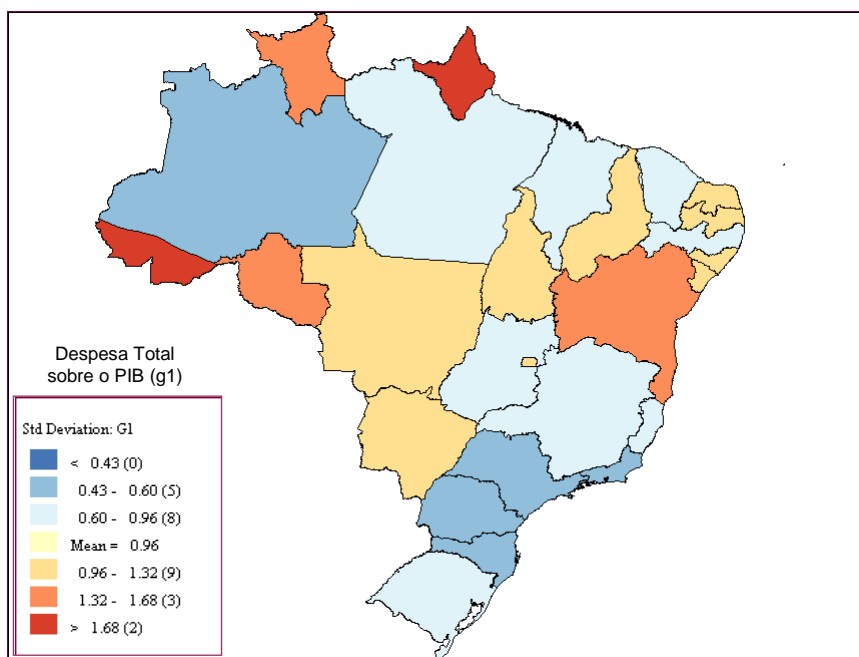 Despesa Total
sobre o PIB (g1)
Std Deviation: G1
< 0.43 (0)
0.43 - 0.60 (5)
0.60 - 0.96 (8)
Mean = 0.96
0.96 - 1.32 (9)
1.32 - 1.68 (3)
> 1.68 (2)